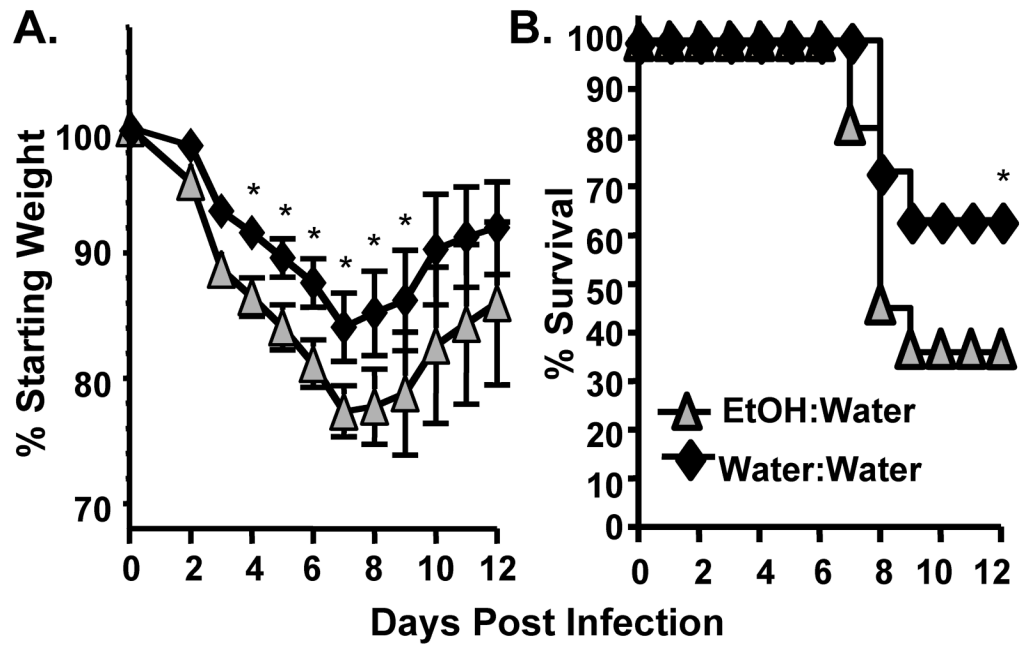 A.
% Starting Weight
100
90
80
70
0 2 4 6 8 10 12
* * * * * *
B.
% Survival
100
90
80
70
60
50
40
30
20
10
0
0 2 4 6 8 10 12
*
EtOH:Water
Water:Water
Days Post Infection